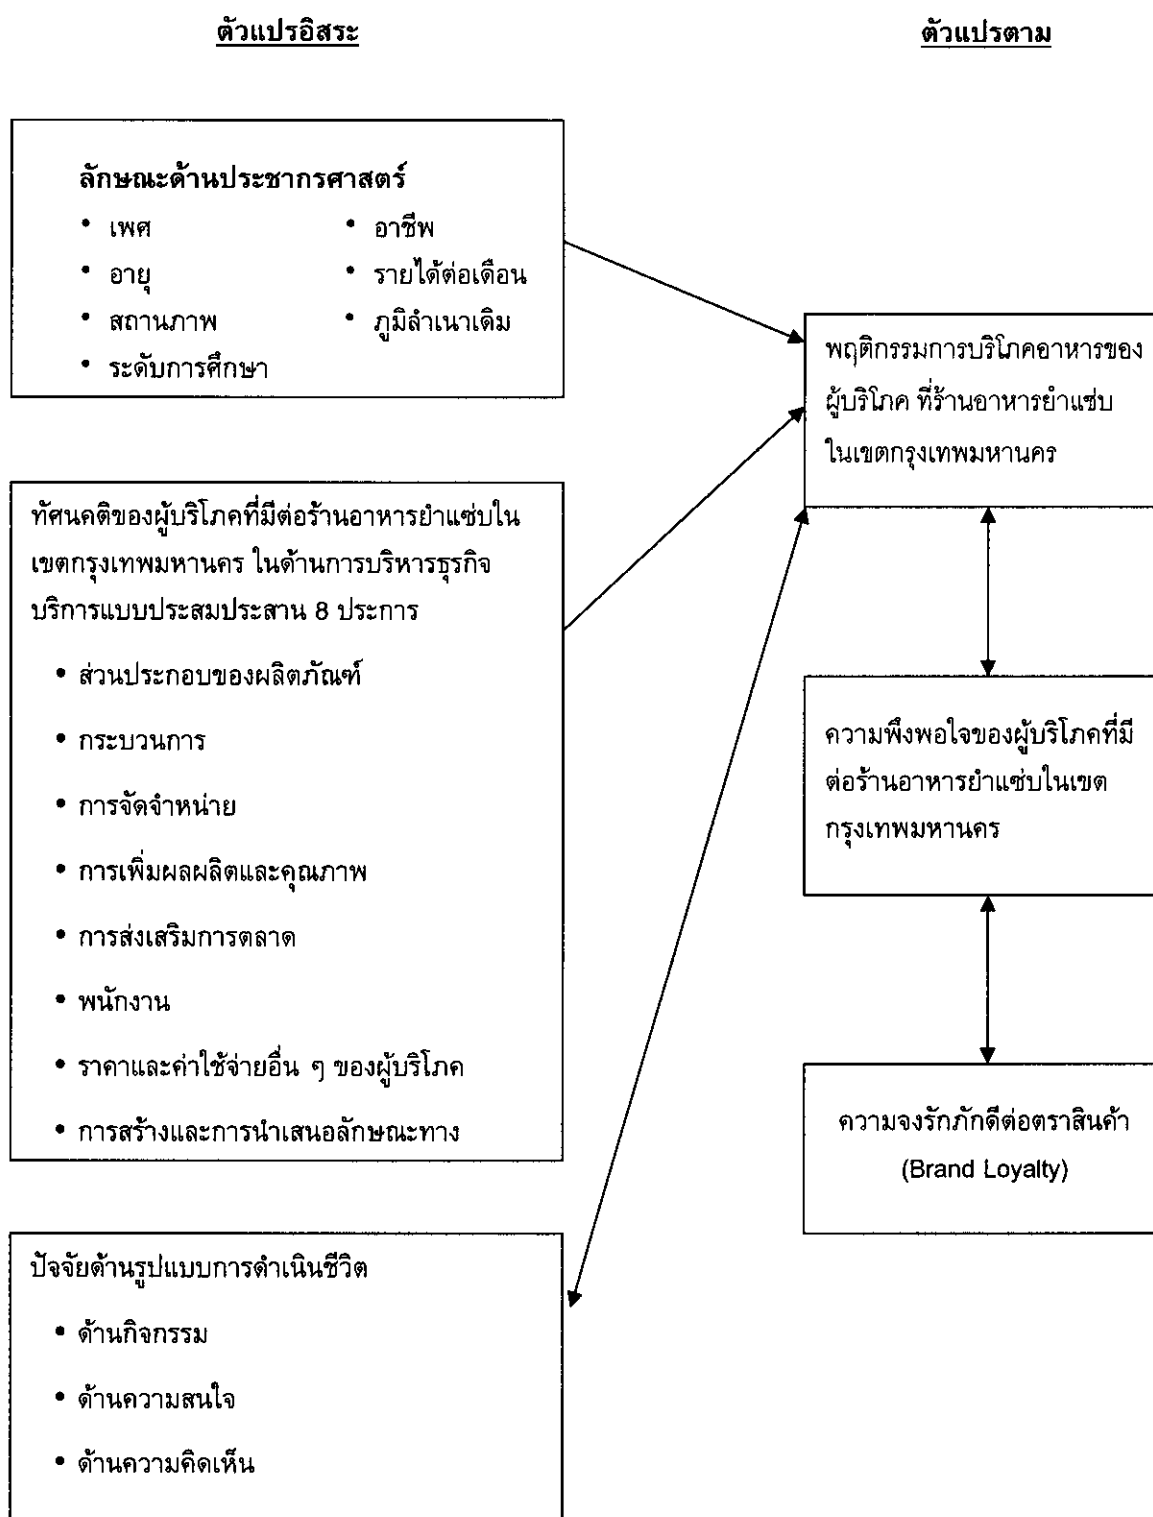 ตัวแปรอิสระ
ตัวแปรตาม
ลักษณะด้านประชากรศาสตร์
• เพศ
• อายุ
• สถานภาพ
• ระดับการศึกษา
• อาชีพ
• รายได้ต่อเดือน
• ภูมิลำเนาเดิม
ทัศนคติของผู้บริโภคที่มีต่อร้านอาหารยำแซ่บใน
เขตกรุงเทพมหานคร ในด้านการบริหารธุรกิจ
บริการแบบประสมประสาน 8 ประการ
• ส่วนประกอบของผลิตภัณฑ์
• กระบวนการ
• การจัดจำหน่าย
• การเพิ่มผลผลิตและคุณภาพ
• การส่งเสริมการตลาด
• พนักงาน
• ราคาและค่าใช้จ่ายอื่น ๆ ของผู้บริโภค
• การสร้างและการนำเสนอลักษณะทาง
ปัจจัยด้านรูปแบบการดำเนินชีวิต
• ด้านกิจกรรม
• ด้านความสนใจ
• ด้านความคิดเห็น
พฤติกรรมการบริโภคอาหารของ
ผู้บริโภค ที่ร้านอาหารยำแซ่บ
ในเขตกรุงเทพมหานคร
ความพึงพอใจของผู้บริโภคที่มี
ต่อร้านอาหารยำแซ่บในเขต
กรุงเทพมหานคร
ความจงรักภักดีต่อตราสินค้า
(Brand Loyalty)